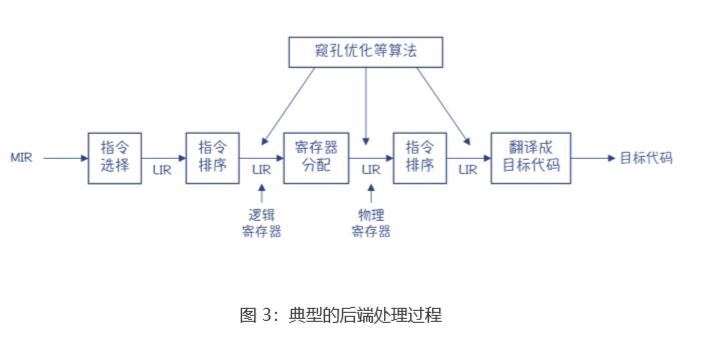 窥孔优化等算法
MIR
指令
选择
LIR
指令
排序
LIR
寄存器
分配
LIR
指令
排序
LIR
翻译成
目标代码
目标代码
逻辑
寄存器
物理
寄存器
图 3：典型的后端处理过程